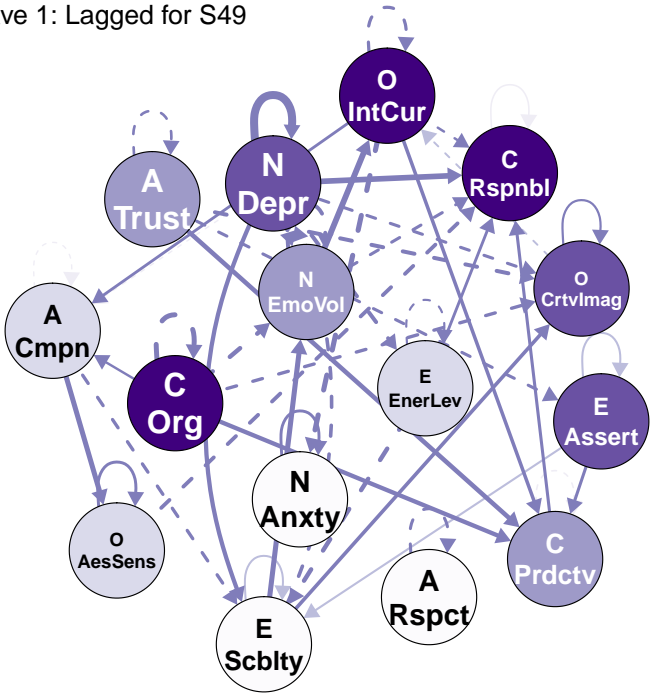 ve 1: Lagged for S49
O
IntCur
C
Rspnbl
N
Depr
A
Trust
N
EmoVol
O
CrtvImag
A
Cmpn
E
EnerLev
C
Org
E
Assert
N
Anxty
O
AesSens
C
Prdctv
A
Rspct
E
Scblty